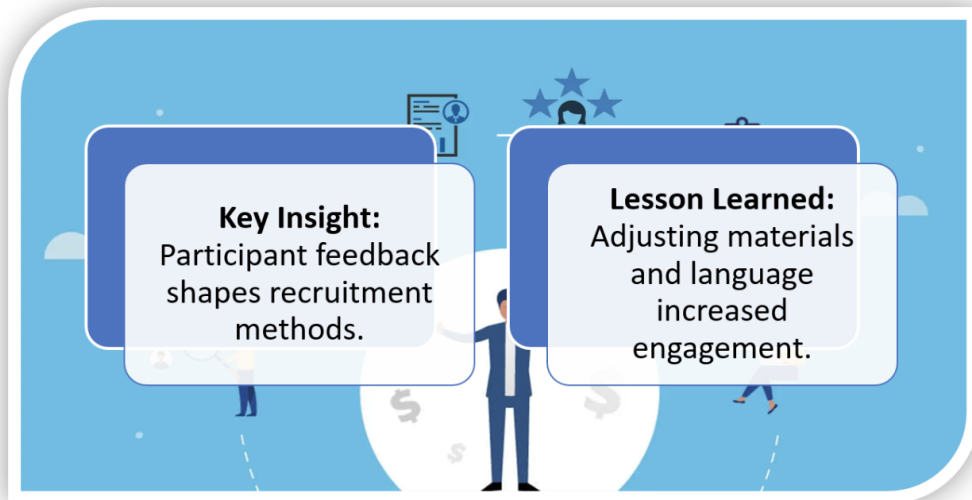 Key Insight:
Participant feedback
shapes recruitment
methods.
Lesson Learned:
Adjusting materials
and language
increased
engagement.
$
$
$